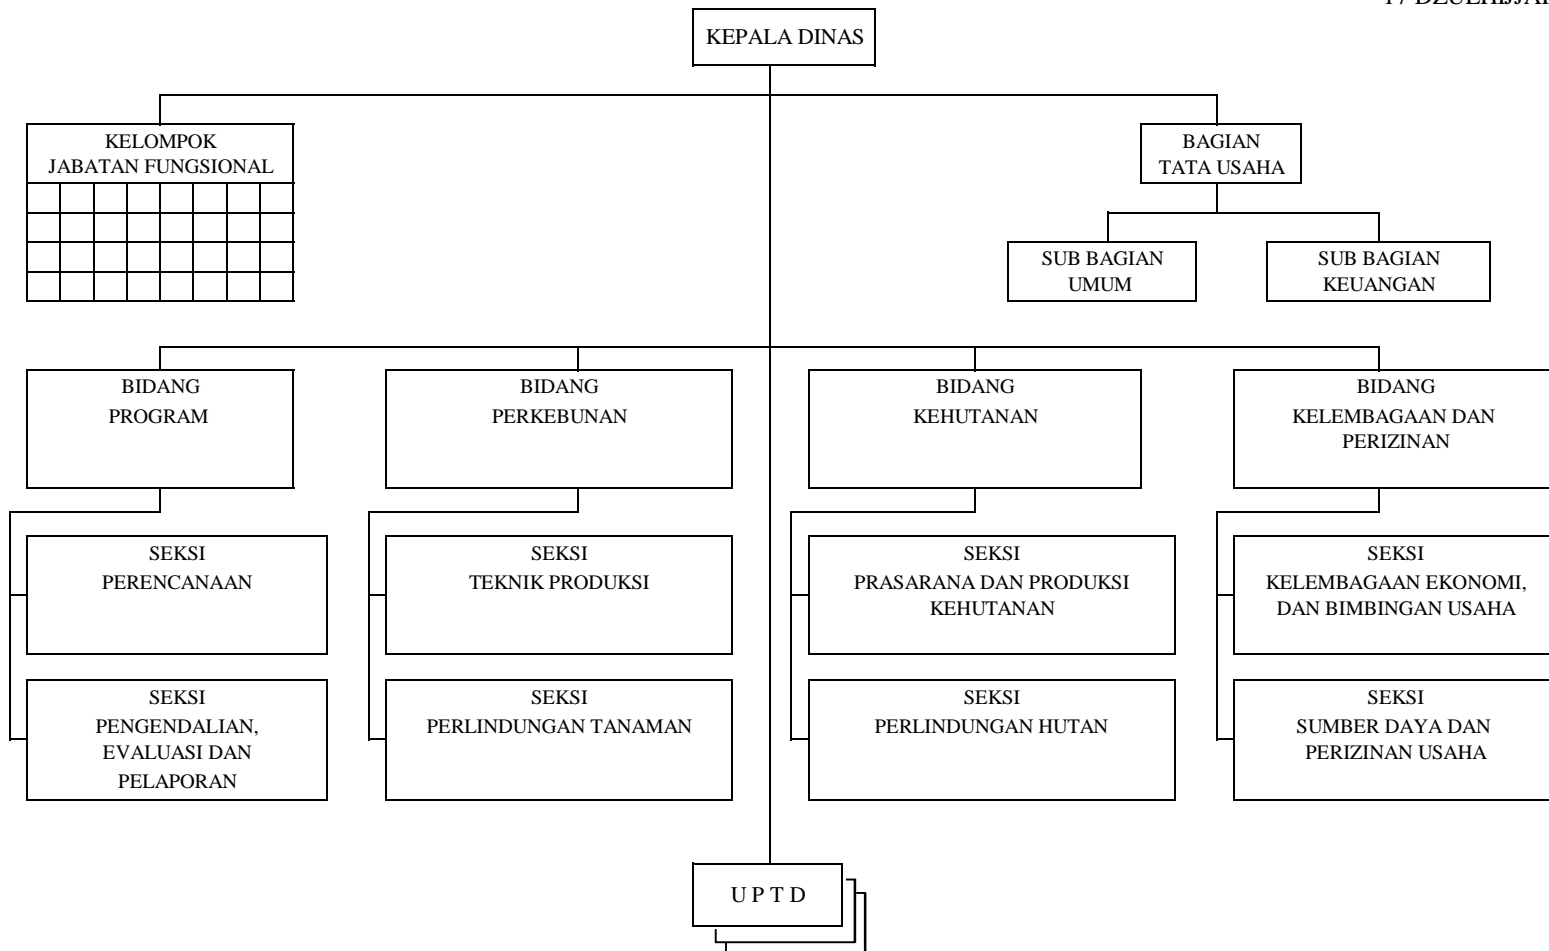 17 DZULHIJJAH
KEPALA DINAS
KELOMPOK
JABATAN FUNGSIONAL
BAGIAN
TATA USAHA
SUB BAGIAN
UMUM
SUB BAGIAN
KEUANGAN
BIDANG
PROGRAM
BIDANG
PERKEBUNAN
BIDANG
KEHUTANAN
BIDANG
KELEMBAGAAN DAN
PERIZINAN
SEKSI
PERENCANAAN
SEKSI
TEKNIK PRODUKSI
SEKSI
PRASARANA DAN PRODUKSI
KEHUTANAN
SEKSI
KELEMBAGAAN EKONOMI,
DAN BIMBINGAN USAHA
SEKSI
PENGENDALIAN,
EVALUASI DAN
PELAPORAN
SEKSI
PERLINDUNGAN TANAMAN
SEKSI
PERLINDUNGAN HUTAN
SEKSI
SUMBER DAYA DAN
PERIZINAN USAHA
U P T D